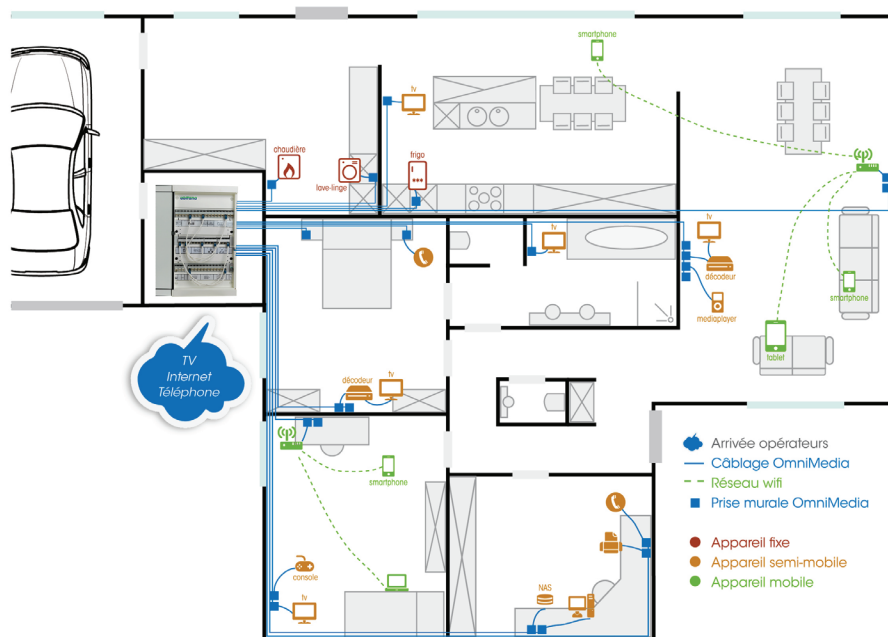 smartphone
tv
chaudière
lave-linge
frigo
tv
tv
décodeur
mediaplayer
smartphone
tablet
TV
Internet
Téléphone
décodeur
tv
smartphone
console
tv
NAS
Arrivée opérateurs
Câblage OmniMedia
Réseau wifi
Prise murale OmniMedia
Appareil fixe
Appareil semi-mobile
Appareil mobile